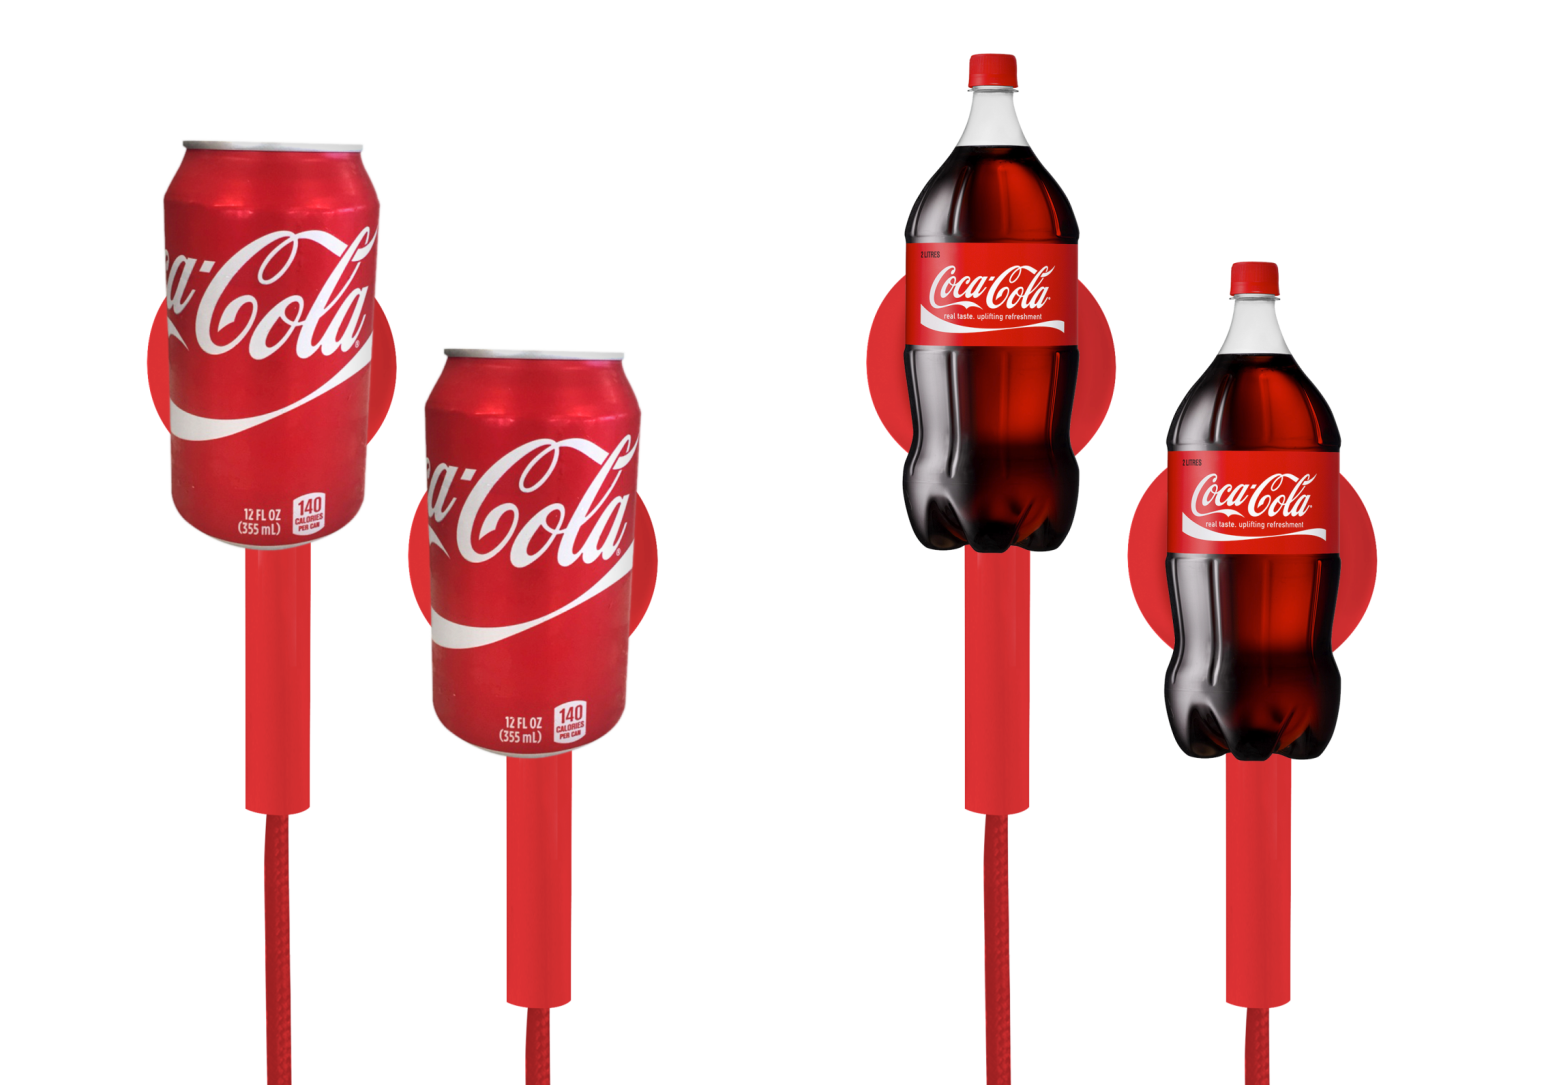 a-Cola
12 FL OZ
(355 mL)
140
CALORIES
PER CAN
a-Cola
12 FL OZ
(355 mL)
140
CALORIES
PER CAN
2 LITRES
Coca-Cola
real taste. uplifting refreshment
2 LITRES
Coca-Cola
real taste. uplifting refreshment